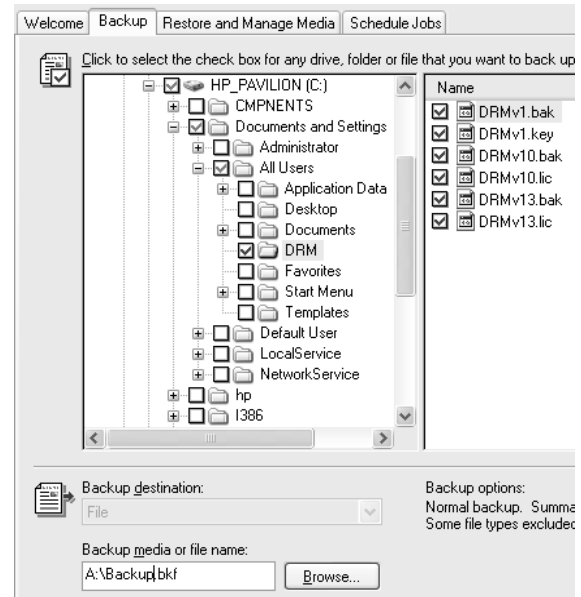 Welcome Backup Restore and Manage Media Schedule Jobs
Click to select the check box for any drive, folder or file that you want to back up
HP_PAVILION (C:)
CMPNENTS
Documents and Settings
Administrator
All Users
Application Data
Desktop
Documents
DRM
Favorites
Start Menu
Templates
Default User
LocalService
NetworkService
hp
I386
Name
DRMv1.bak
DRMv1.key
DRMv10.bak
DRMv10.lic
DRMv13.bak
DRMv13.lic
Backup destination:
File
Backup media or file name:
A:\Backup.bkf
Browse...
Backup options:
Normal backup. Summa
Some file types excluded